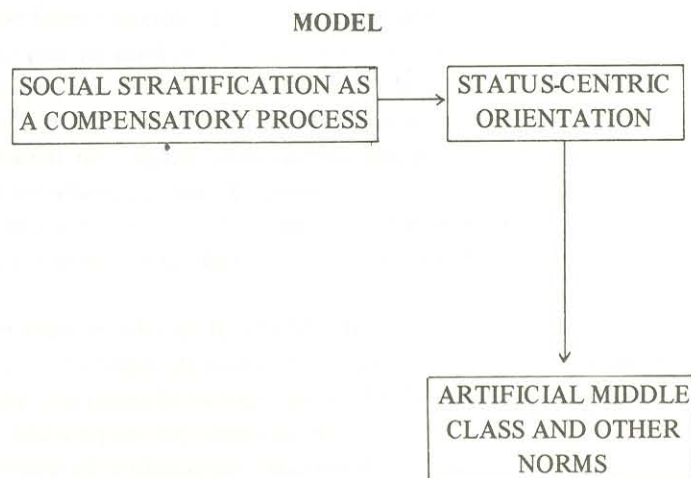 MODEL
SOCIAL STRATIFICATION AS
A COMPENSATORY PROCESS
STATUS-CENTRIC
ORIENTATION
ARTIFICIAL MIDDLE
CLASS AND OTHER
NORMS